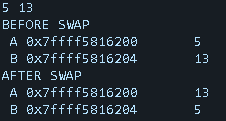 5 13
BEFORE SWAP
A 0x7ffff5816200 5
B 0x7ffff5816204 13
AFTER SWAP
A 0x7ffff5816200 13
B 0x7ffff5816204 5